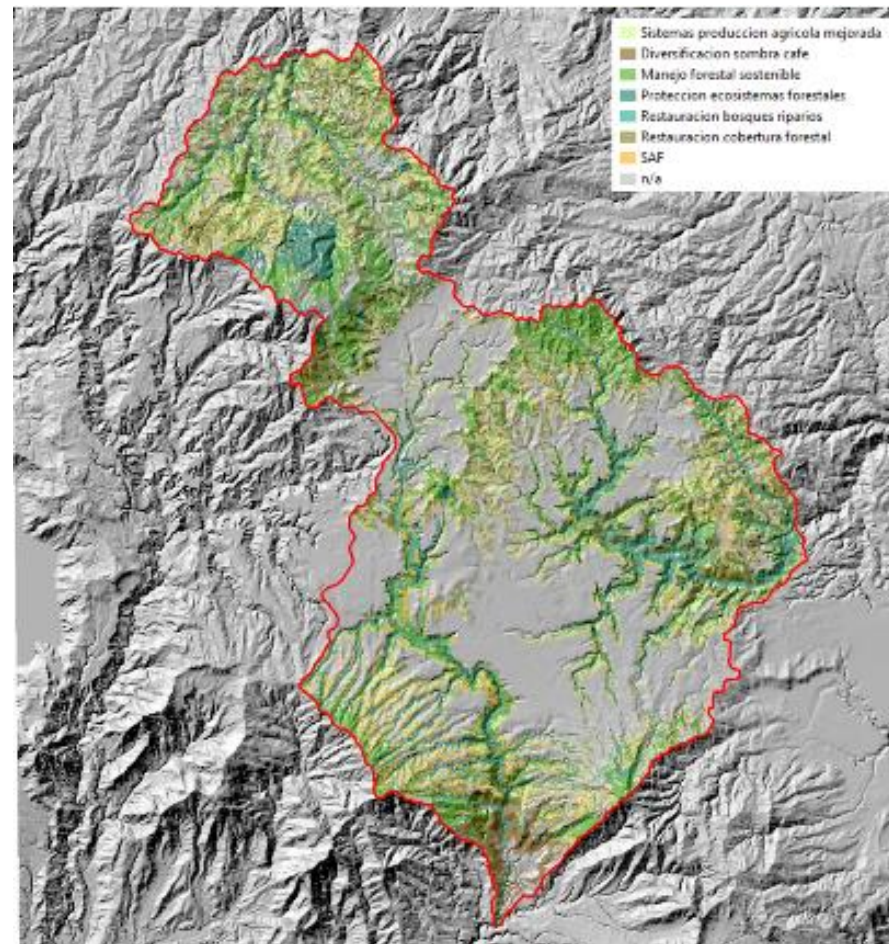 Sistemas produccion agricola mejorada
Diversificacion sombra cafe
Manejo forestal sostenible
Proteccion ecosistemas forestales
Restauracion bosques riparios
Restauracion cobertura forestal
SAF
n/a